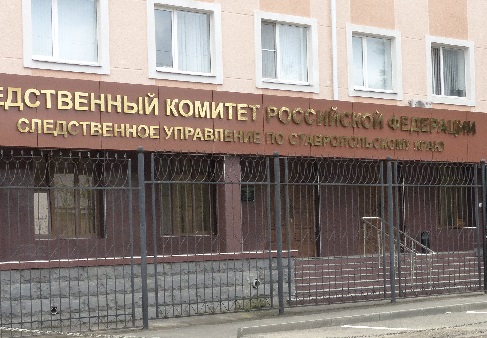 ЕДСТВЕННЫЙ КОМИТЕТ РОССИЙСКОЙ ФЕДЕРАЦИИ
СЛЕДСТВЕННОЕ УПРАВЛЕНИЕ ПО СТАВРОПОЛЬСКОМУ КРАЮ